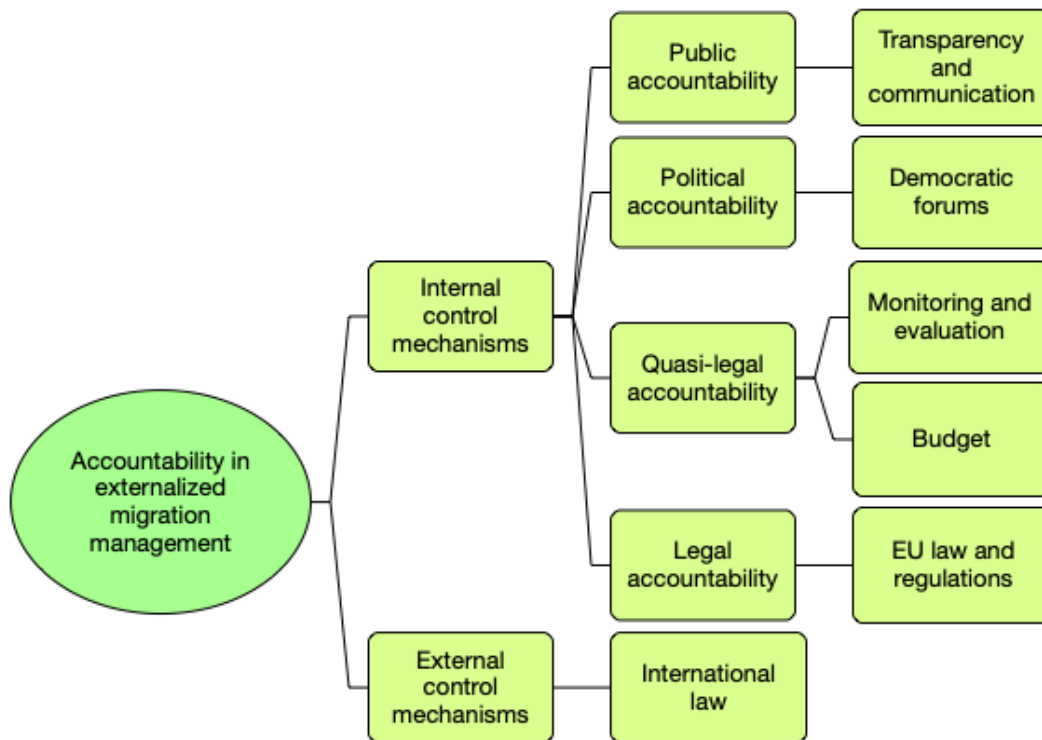 Public
accountability
Transparency
and
communication
Political
accountability
Democratic
forums
Internal
control
mechanisms
Monitoring and
evaluation
Quasi-legal
accountability
Budget
Accountability in
externalized
migration
management
Legal
accountability
EU law and
regulations
External
control
mechanisms
International
law